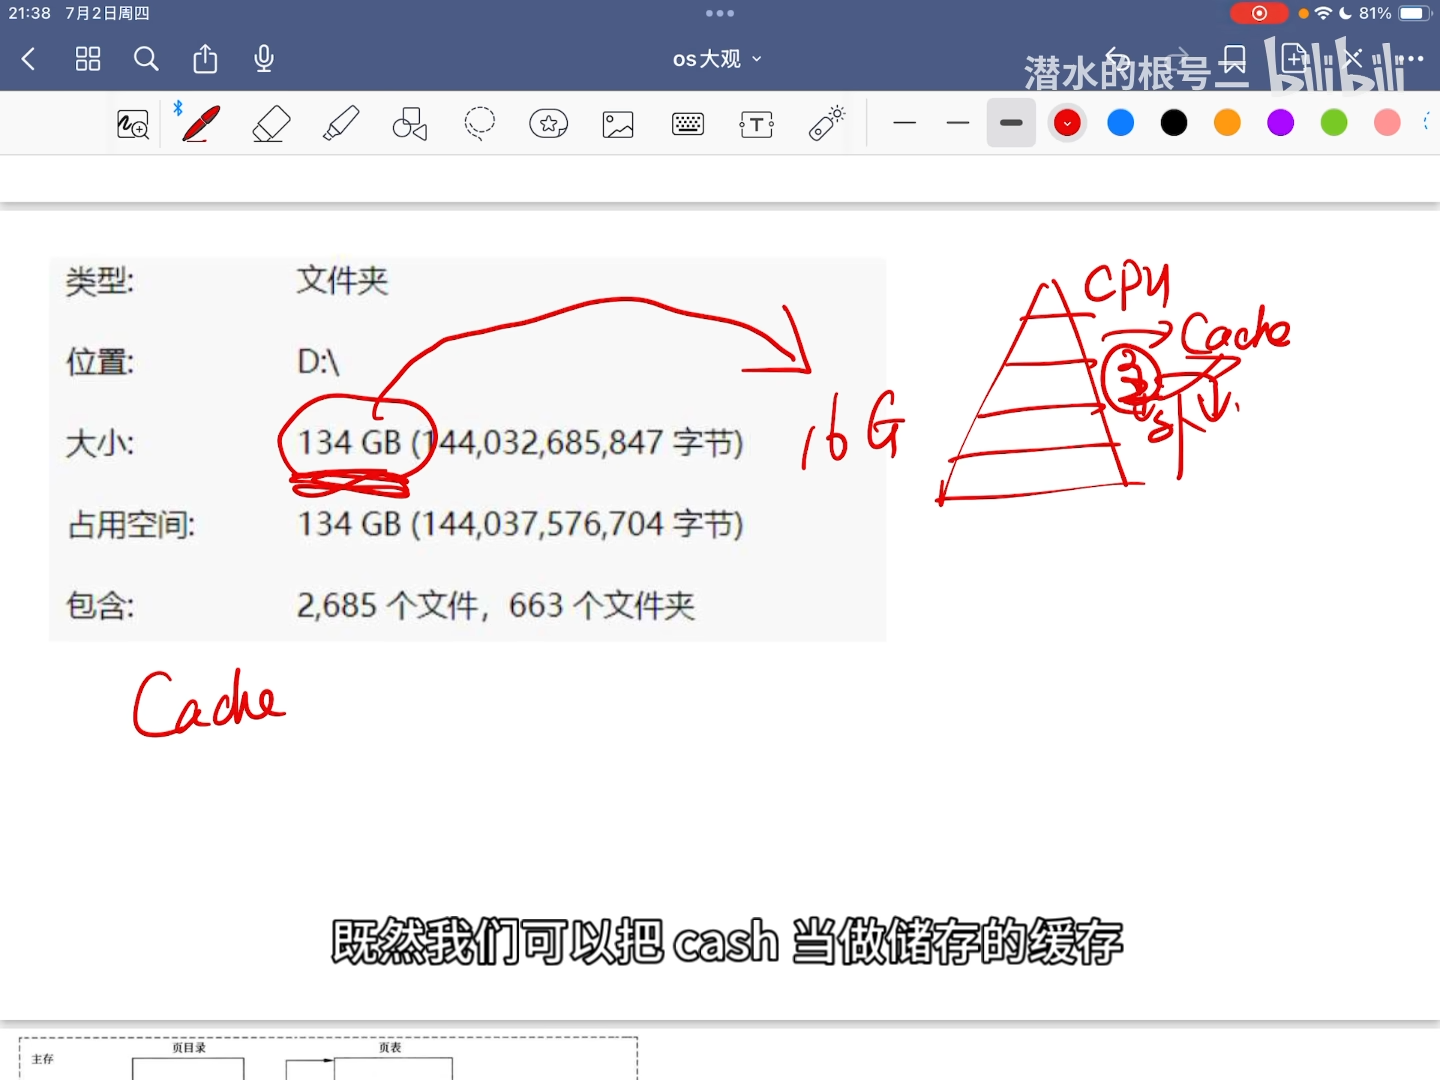 21:38 7月2日周四
81%
os大观
潜水的根号二 bilibili
类型: 文件夹
位置: D:\
大小: 134 GB (144,032,685,847 字节)
占用空间: 134 GB (144,037,576,704 字节)
包含: 2,685 个文件，663 个文件夹
16G
CPU
Cache
Cache
既然我们可以把 cash 当做储存的缓存
主存
页目录
页表